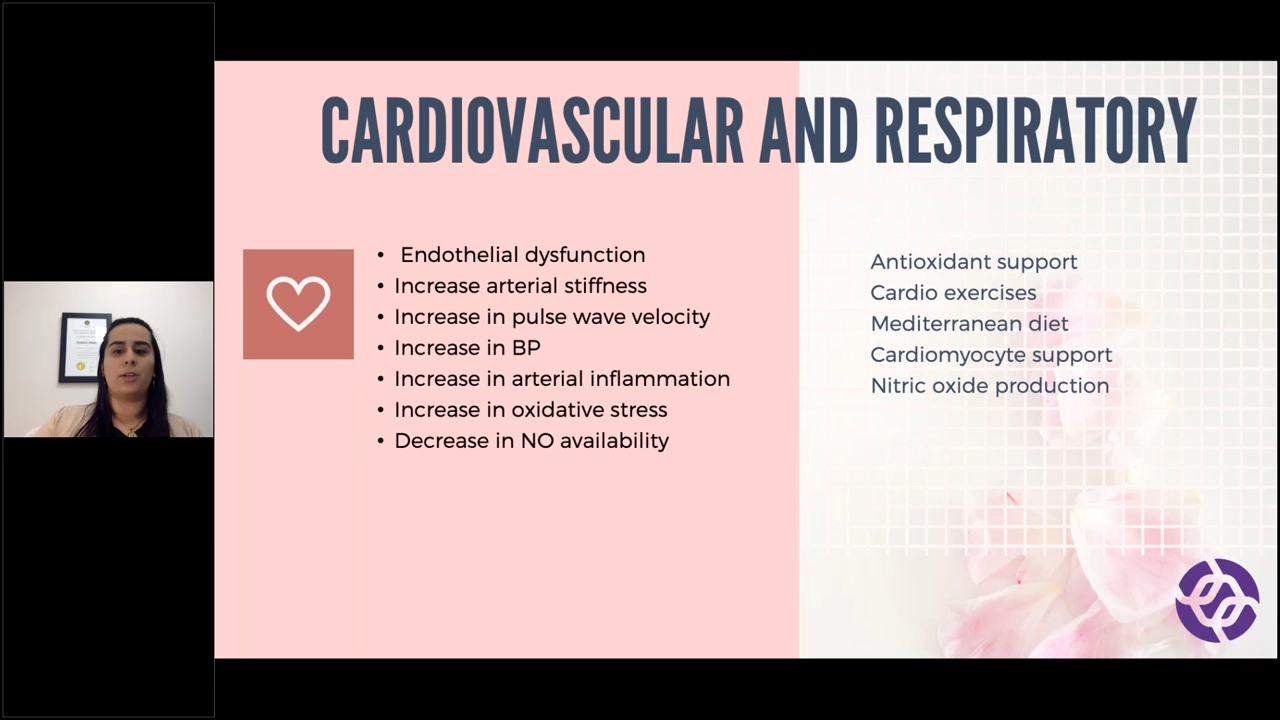 CARDIOVASCULAR AND RESPIRATORY
• Endothelial dysfunction
• Increase arterial stiffness
• Increase in pulse wave velocity
• Increase in BP
• Increase in arterial inflammation
• Increase in oxidative stress
• Decrease in NO availability
Antioxidant support
Cardio exercises
Mediterranean diet
Cardiomyocyte support
Nitric oxide production